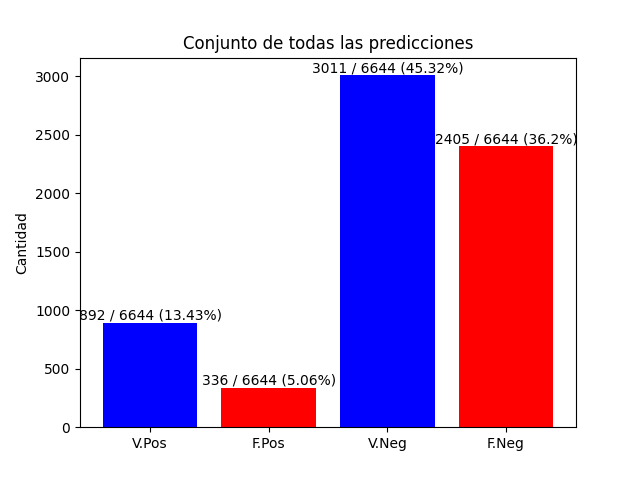 Conjunto de todas las predicciones
Cantidad
3000
2500
2000
1500
1000
500
0
892 / 6644 (13.43%)
336 / 6644 (5.06%)
3011 / 6644 (45.32%)
2405 / 6644 (36.2%)
V.Pos
F.Pos
V.Neg
F.Neg